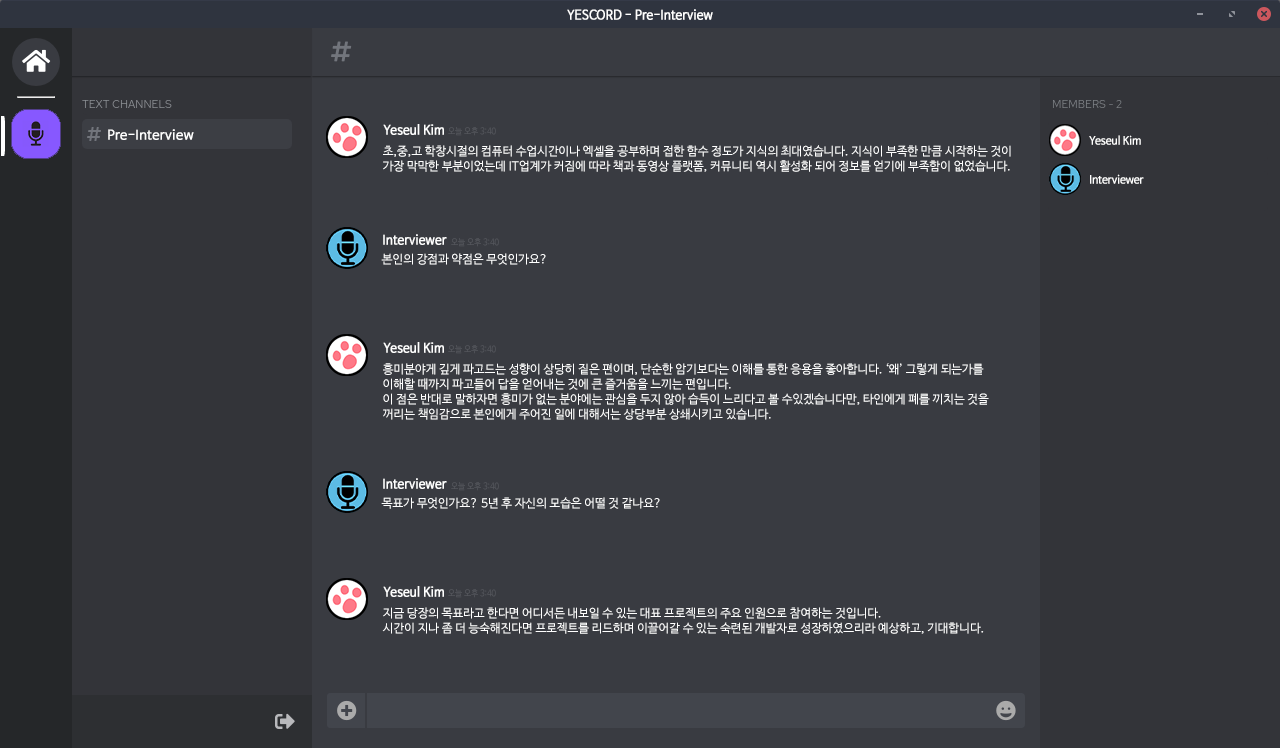 YESCORD - Pre-Interview
#
TEXT CHANNELS
# Pre-Interview
Yeseul Kim 오늘 오후 3:40
초,중,고 학창시절의 컴퓨터 수업시간이나 엑셀을 공부하며 접한 함수 정도가 지식의 최대였습니다. 지식이 부족한 만큼 시작하는 것이
가장 막막한 부분이었는데 IT업계가 커짐에 따라 책과 동영상 플랫폼, 커뮤니티 역시 활성화 되어 정보를 얻기에 부족함이 없었습니다.
Interviewer 오늘 오후 3:40
본인의 강점과 약점은 무엇인가요?
Yeseul Kim 오늘 오후 3:40
흥미분야게 깊게 파고드는 성향이 상당히 짙은 편이며, 단순한 암기보다는 이해를 통한 응용을 좋아합니다. ‘왜’ 그렇게 되는가를
이해할 때까지 파고들어 답을 얻어내는 것에 큰 즐거움을 느끼는 편입니다.
이 점은 반대로 말하자면 흥미가 없는 분야에는 관심을 두지 않아 습득이 느리다고 볼 수있겠습니다만, 타인에게 폐를 끼치는 것을
꺼리는 책임감으로 본인에게 주어진 일에 대해서는 상당부분 상쇄시키고 있습니다.
Interviewer 오늘 오후 3:40
목표가 무엇인가요? 5년 후 자신의 모습은 어떨 것 같나요?
Yeseul Kim 오늘 오후 3:40
지금 당장의 목표라고 한다면 어디서든 내보일 수 있는 대표 프로젝트의 주요 인원으로 참여하는 것입니다.
시간이 지나 좀 더 능숙해진다면 프로젝트를 리드하며 이끌어갈 수 있는 숙련된 개발자로 성장하였으리라 예상하고, 기대합니다.
MEMBERS - 2
Yeseul Kim
Interviewer